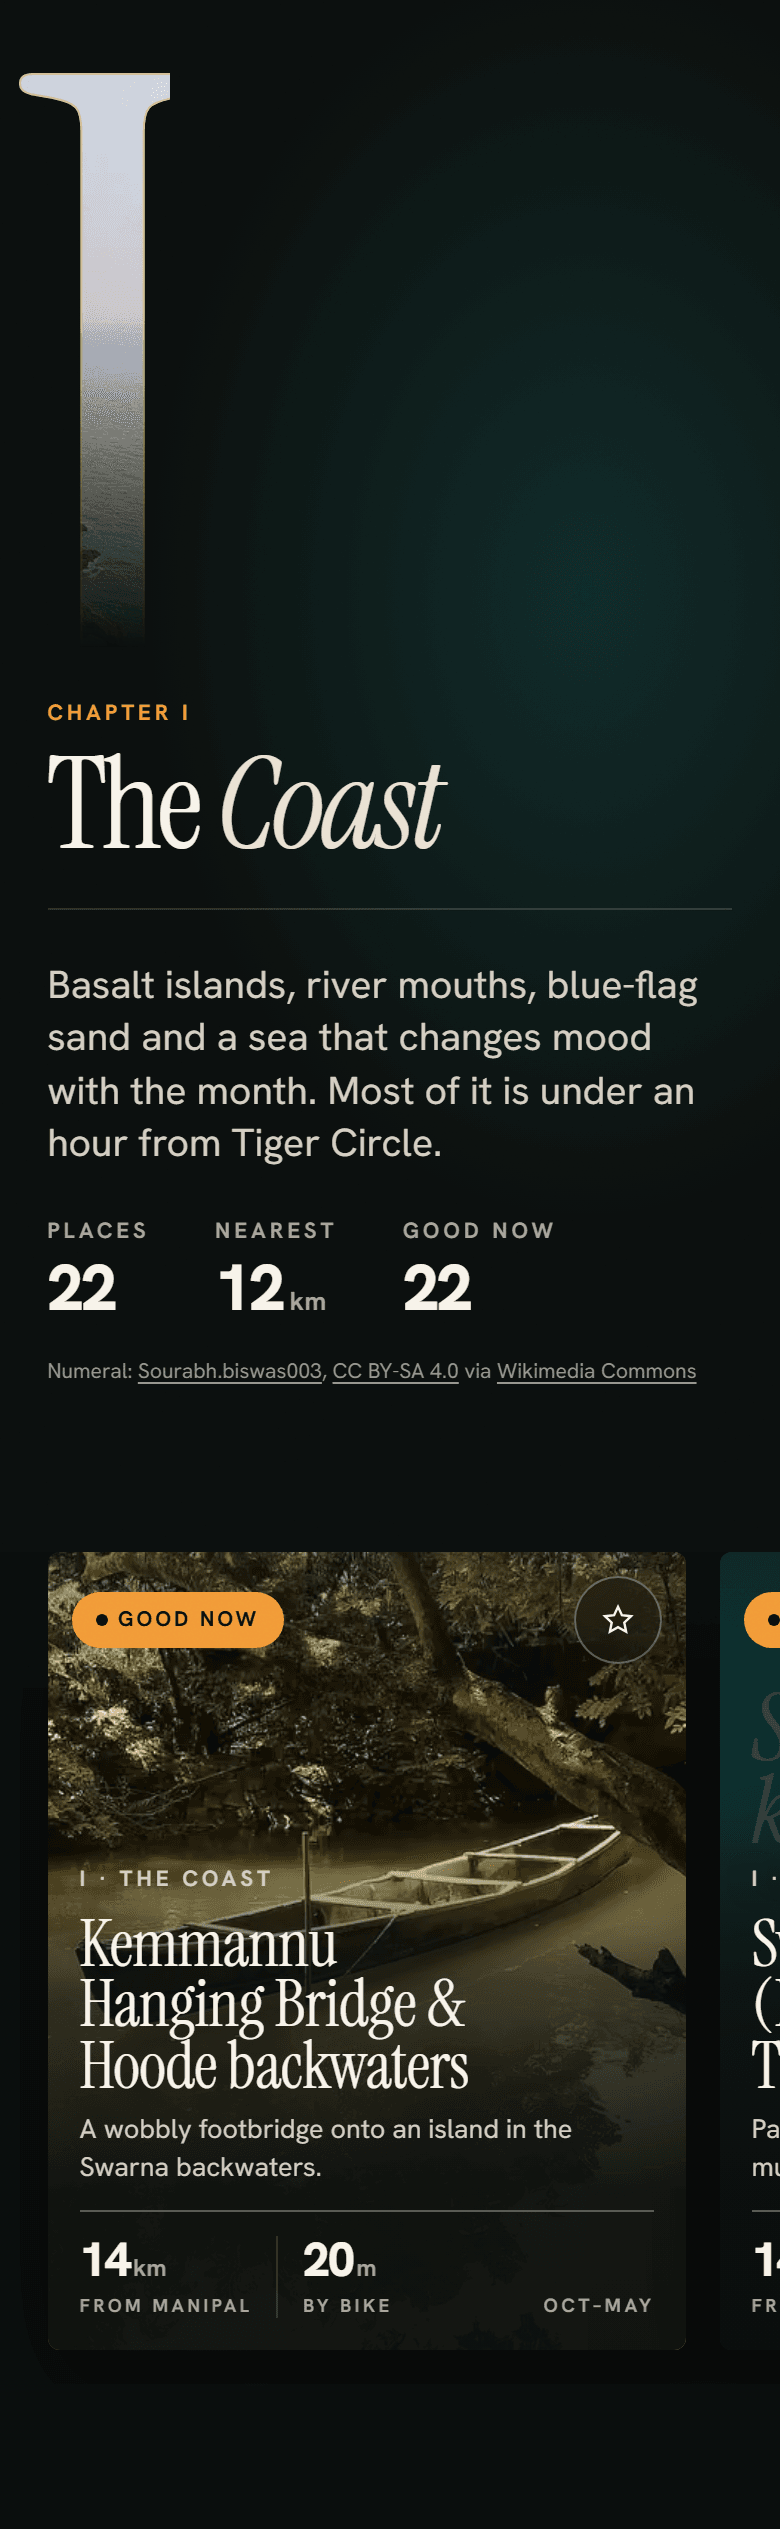 I
CHAPTER I
The Coast
Basalt islands, river mouths, blue-flag
sand and a sea that changes mood
with the month. Most of it is under an
hour from Tiger Circle.
PLACES NEAREST GOOD NOW
22 12 km 22
Numeral: Sourabh.biswas003, CC BY-SA 4.0 via Wikimedia Commons
GOOD NOW
I · THE COAST
Kemmannu
Hanging Bridge &
Hoode backwaters
A wobbly footbridge onto an island in the
Swarna backwaters.
14km 20m
FROM MANIPAL BY BIKE OCT–MAY